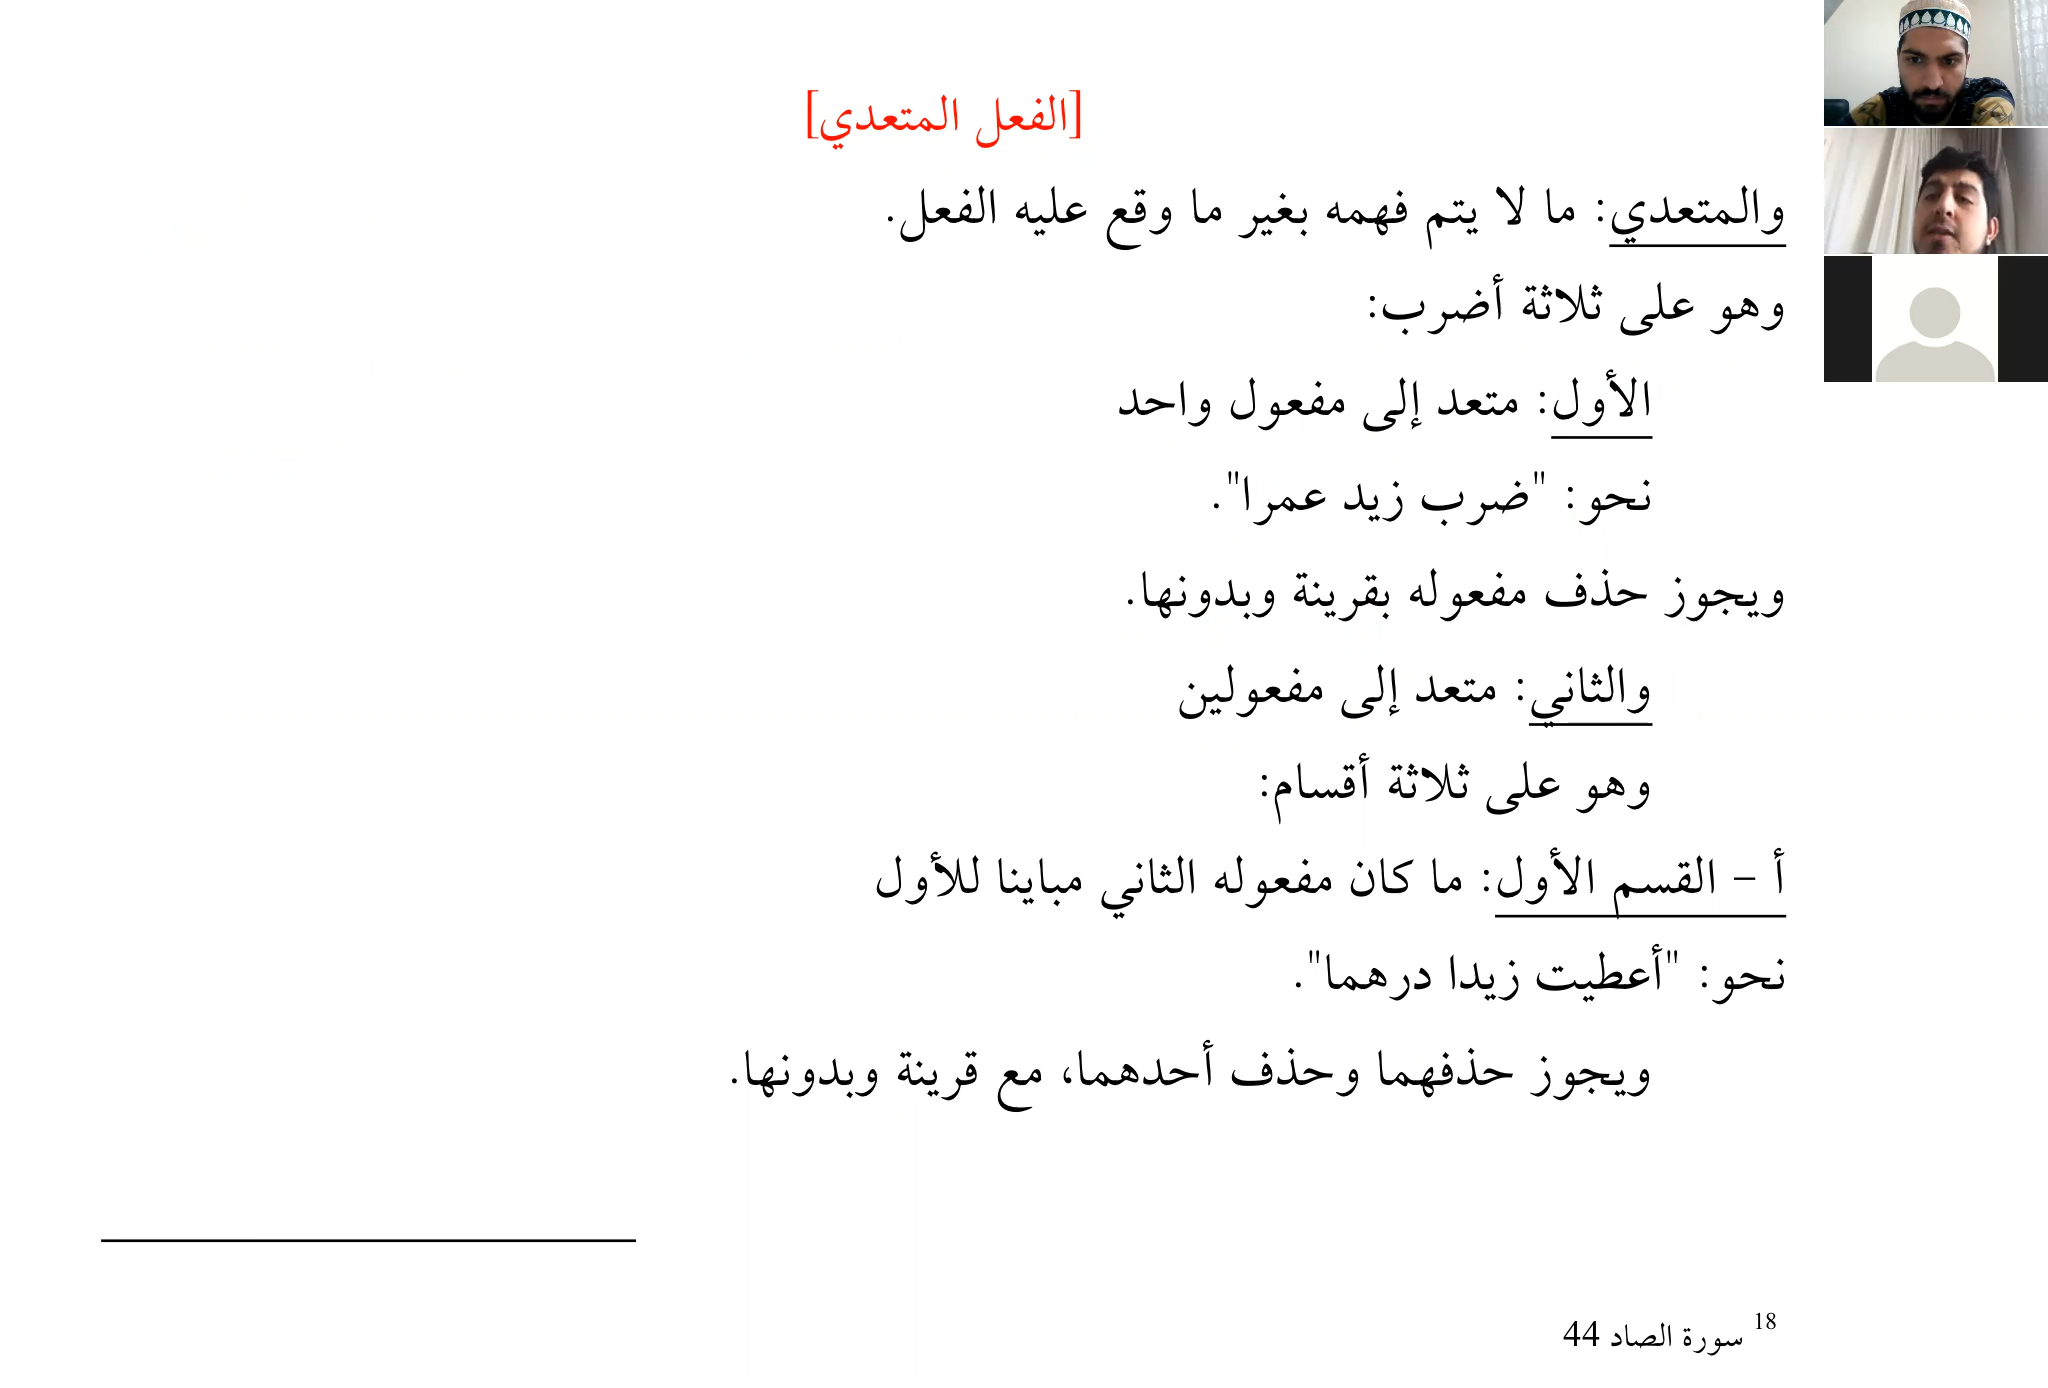 [الفعل المتعدي]
والمتعدي: ما لا يتم فهمه بغير ما وقع عليه الفعل.
وهو على ثلاثة أضرب:
الأول: متعد إلى مفعول واحد
نحو: "ضرب زيد عمرا".
ويجوز حذف مفعوله بقرينة وبدونها.
والثاني: متعد إلى مفعولين
وهو على ثلاثة أقسام:
أ – القسم الأول: ما كان مفعوله الثاني مباينا للأول
نحو: "أعطيت زيدا درهما".
ويجوز حذفهما وحذف أحدهما، مع قرينة وبدونها.
18 سورة الصاد 44